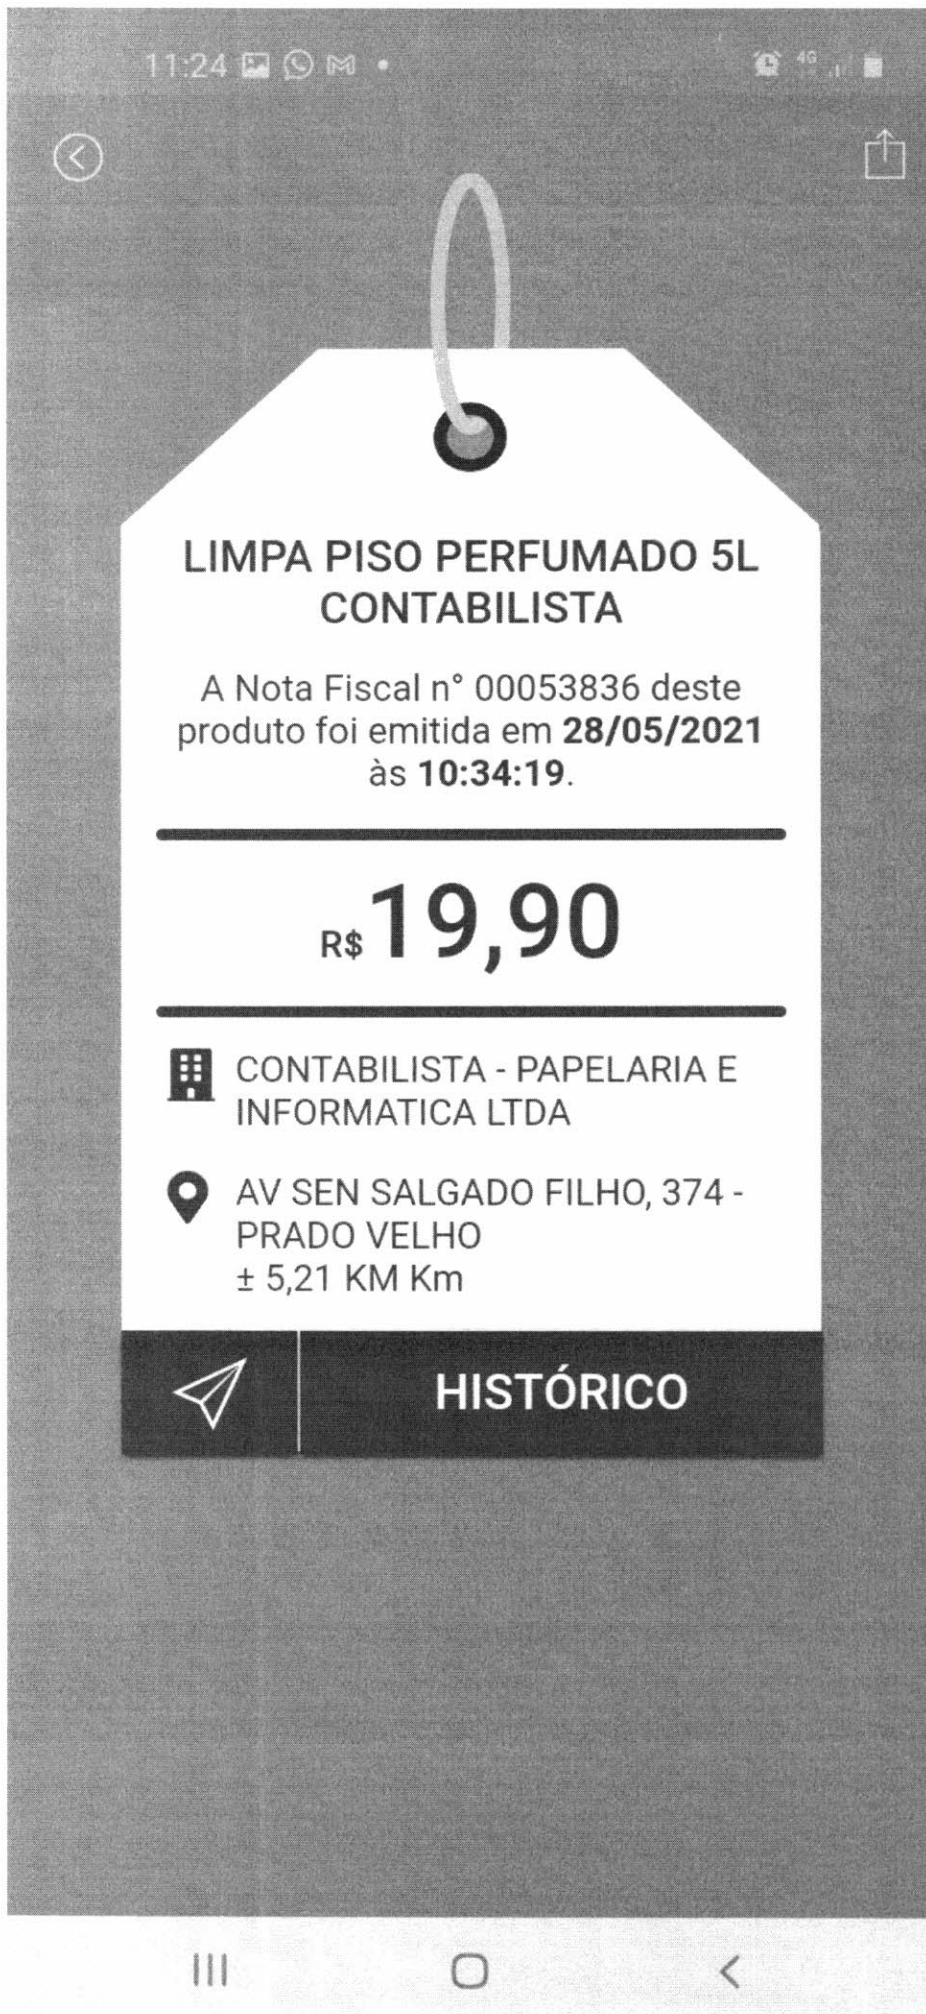 11:24
4G
LIMPA PISO PERFUMADO 5L
CONTABILISTA
A Nota Fiscal n° 00053836 deste
produto foi emitida em 28/05/2021
às 10:34:19.
R$19,90
CONTABILISTA - PAPELARIA E
INFORMATICA LTDA
AV SEN SALGADO FILHO, 374 -
PRADO VELHO
± 5,21 KM Km
HISTÓRICO